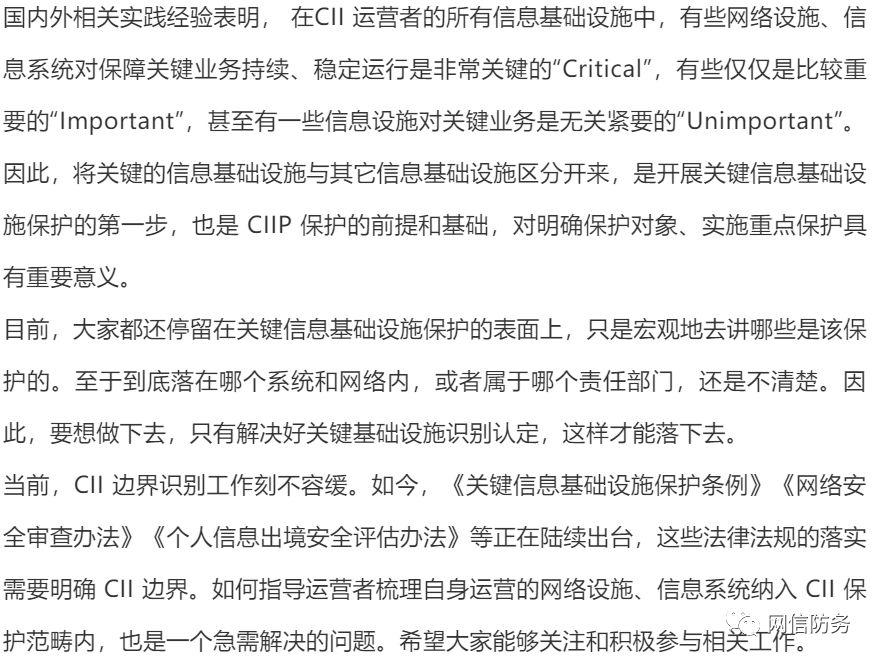 国内外相关实践经验表明， 在CII 运营者的所有信息基础设施中，有些网络设施、信
息系统对保障关键业务持续、稳定运行是非常关键的“Critical”，有些仅仅是比较重
要的“Important”，甚至有一些信息设施对关键业务是无关紧要的“Unimportant”。
因此，将关键的信息基础设施与其它信息基础设施区分开来，是开展关键信息基础设
施保护的第一步，也是 CIIP 保护的前提和基础，对明确保护对象、实施重点保护具
有重要意义。
目前，大家都还停留在关键信息基础设施保护的表面上，只是宏观地去讲哪些是该保
护的。至于到底落在哪个系统和网络内，或者属于哪个责任部门，还是不清楚。因
此，要想做下去，只有解决好关键基础设施识别认定，这样才能落下去。
当前，CII 边界识别工作刻不容缓。如今，《关键信息基础设施保护条例》《网络安
全审查办法》《个人信息出境安全评估办法》等正在陆续出台，这些法律法规的落实
需要明确 CII 边界。如何指导运营者梳理自身运营的网络设施、信息系统纳入 CII 保
护范畴内，也是一个急需解决的问题。希望大家能够关注和积极参与相关工作。
网信防务